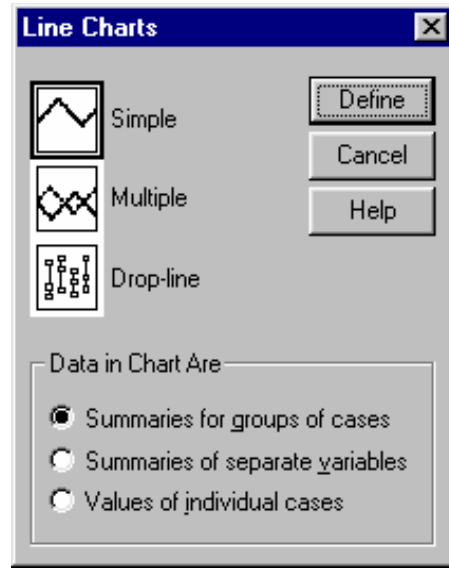 Line Charts
Simple
Define
Cancel
Multiple
Help
Drop-line
Data in Chart Are
Summaries for groups of cases
Summaries of separate variables
Values of individual cases